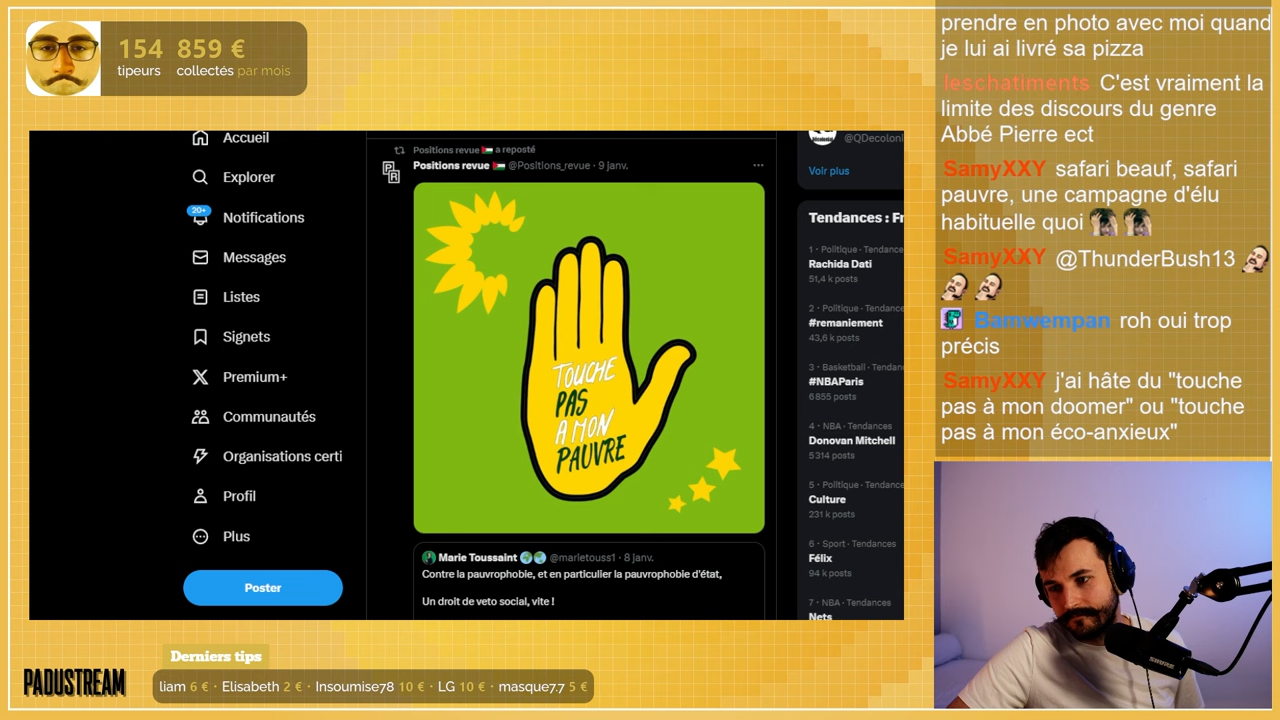 154 859 €
tipeurs collectés par mois
Accueil
Explorer
20+
Notifications
Messages
Listes
Signets
Premium+
Communautés
Organisations certi
Profil
Plus
Poster
Positions revue a reposté
Positions revue @Positions_revue · 9 janv.
TOUCHE
PAS
A MON
PAUVRE
Marie Toussaint @marietouss1 · 8 janv.
Contre la pauvrophobie, et en particulier la pauvrophobie d'état,
Un droit de veto social, vite !
@QDecoloni
Voir plus
Tendances : Fr
1 · Politique · Tendance
Rachida Dati
51,4 k posts
2 · Politique · Tendances
#remaniement
43,6 k posts
3 · Basketball · Tendanc
#NBAParis
6 855 posts
4 · NBA · Tendances
Donovan Mitchell
5 314 posts
5 · Politique · Tendance
Culture
231 k posts
6 · Sport · Tendances
Félix
94 k posts
7 · NBA · Tendances
Nets
prendre en photo avec moi quand
je lui ai livré sa pizza
leschatiments C'est vraiment la
limite des discours du genre
Abbé Pierre ect
SamyXXY safari beauf, safari
pauvre, une campagne d'élu
habituelle quoi
SamyXXY @ThunderBush13
Bamwempan roh oui trop
précis
SamyXXY j'ai hâte du "touche
pas à mon doomer" ou "touche
pas à mon éco-anxieux"
SHURE
Derniers tips
PADUSTREAM
liam 6 € · Elisabeth 2 € · Insoumise78 10 € · LG 10 € · masque7.7 5 €